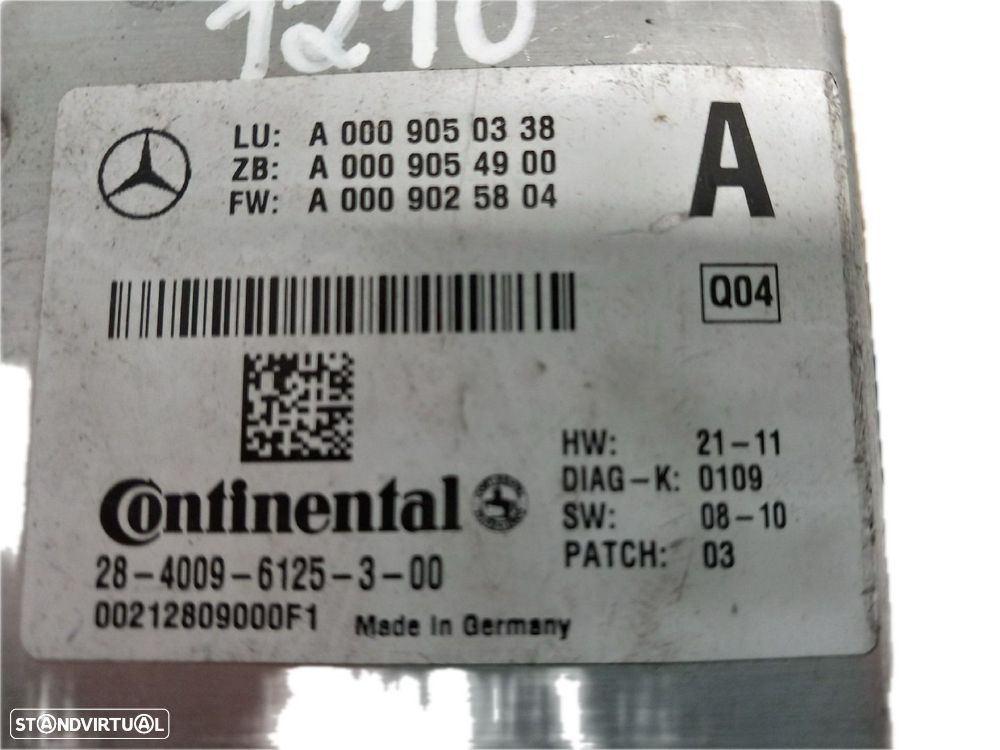 1210
LU: A 000 905 03 38
ZB: A 000 905 49 00
FW: A 000 902 58 04
A
Q04
HW: 21-11
DIAG-K: 0109
SW: 08-10
PATCH: 03
Continental
28-4009-6125-3-00
00212809000F1 Made in Germany
STANDVIRTUAL